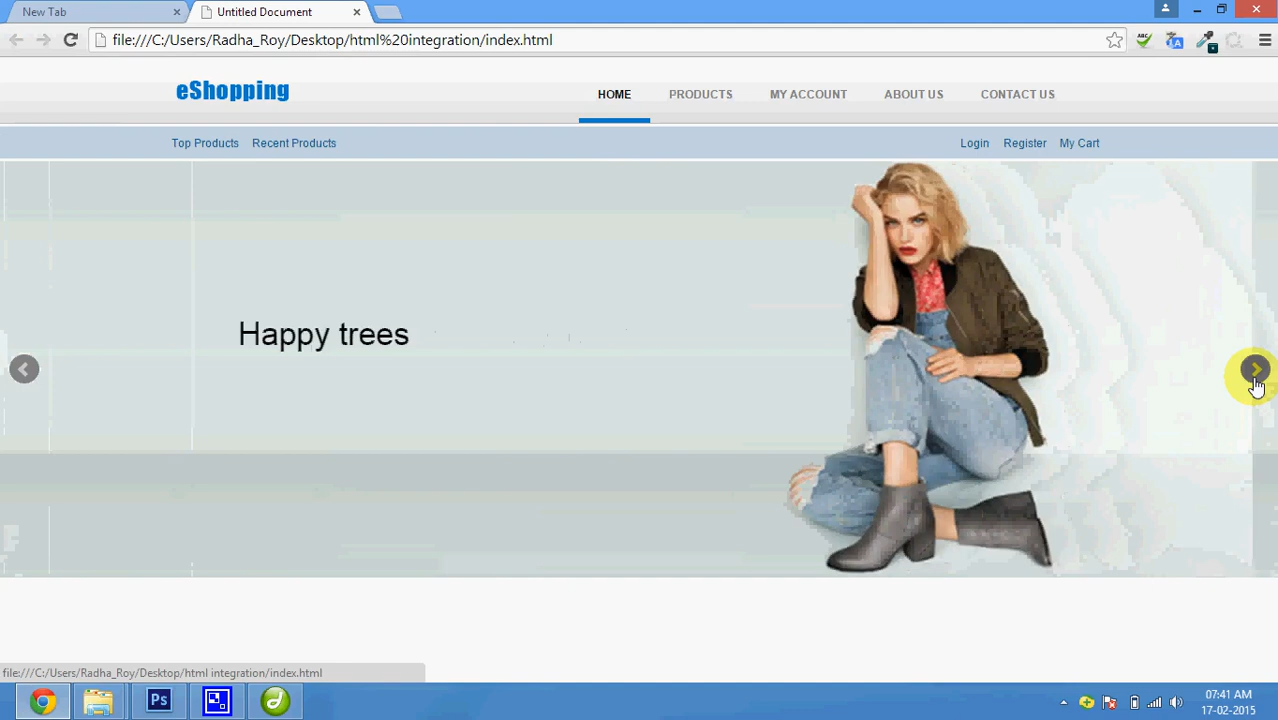 New Tab
Untitled Document
file:///C:/Users/Radha_Roy/Desktop/html%20integration/index.html
ABC
A
eShopping
HOME PRODUCTS MY ACCOUNT ABOUT US CONTACT US
Top Products Recent Products Login Register My Cart
Happy trees
file:///C:/Users/Radha_Roy/Desktop/html integration/index.html
Ps
07:41 AM
17-02-2015